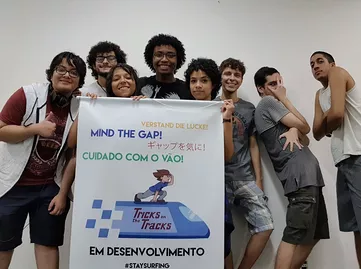 VERSTAND DIE LÜCKE!
MIND THE GAP!
ギャップを気に!
CUIDADO COM O VÃO!
Tricks on
the Tracks
EM DESENVOLVIMENTO
#STAYSURFING